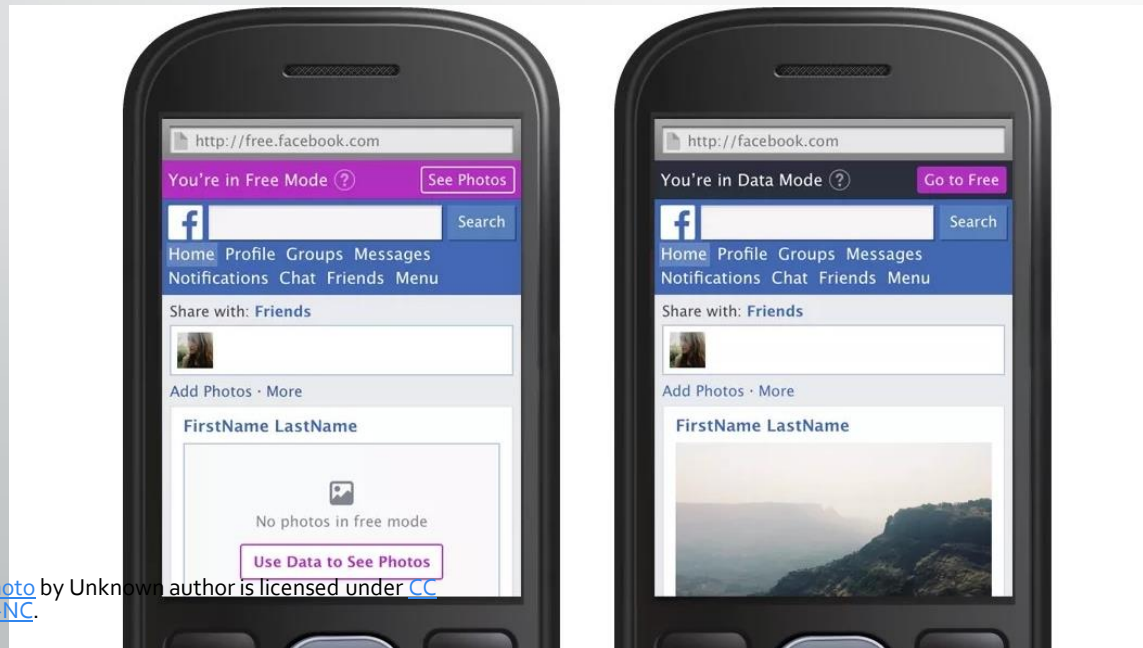 http://free.facebook.com
You're in Free Mode ?
See Photos
f
Search
Home Profile Groups Messages
Notifications Chat Friends Menu
Share with: Friends
Add Photos · More
FirstName LastName
No photos in free mode
Use Data to See Photos
http://facebook.com
You're in Data Mode ?
Go to Free
f
Search
Home Profile Groups Messages
Notifications Chat Friends Menu
Share with: Friends
Add Photos · More
FirstName LastName
by Unknown author is licensed under CC
-NC.